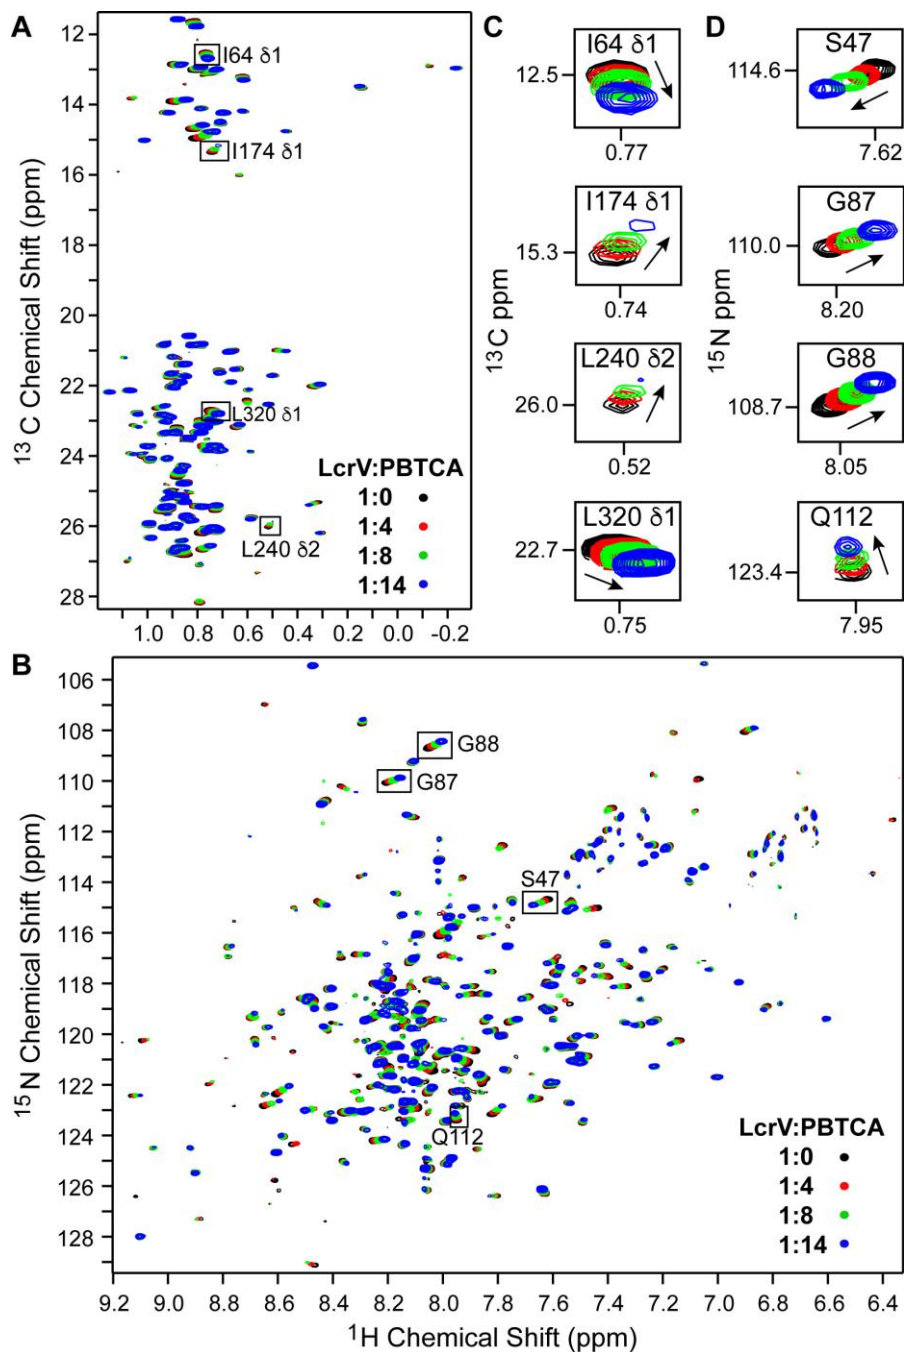 A
12
14
16
18
20
22
24
26
28
13 C Chemical Shift (ppm)
I64 δ1
I174 δ1
L320 δ1
L240 δ2
LcrV:PBTCA
1:0
1:4
1:8
1:14
1.0 0.8 0.6 0.4 0.2 0.0 -0.2
C
13C ppm
I64 δ1
12.5
0.77
I174 δ1
15.3
0.74
L240 δ2
26.0
0.52
L320 δ1
22.7
0.75
D
15N ppm
S47
114.6
7.62
G87
110.0
8.20
G88
108.7
8.05
Q112
123.4
7.95
B
106
108
110
112
114
116
118
120
122
124
126
128
15N Chemical Shift (ppm)
G88
G87
S47
Q112
LcrV:PBTCA
1:0
1:4
1:8
1:14
9.2 9.0 8.8 8.6 8.4 8.2 8.0 7.8 7.6 7.4 7.2 7.0 6.8 6.6 6.4
1H Chemical Shift (ppm)